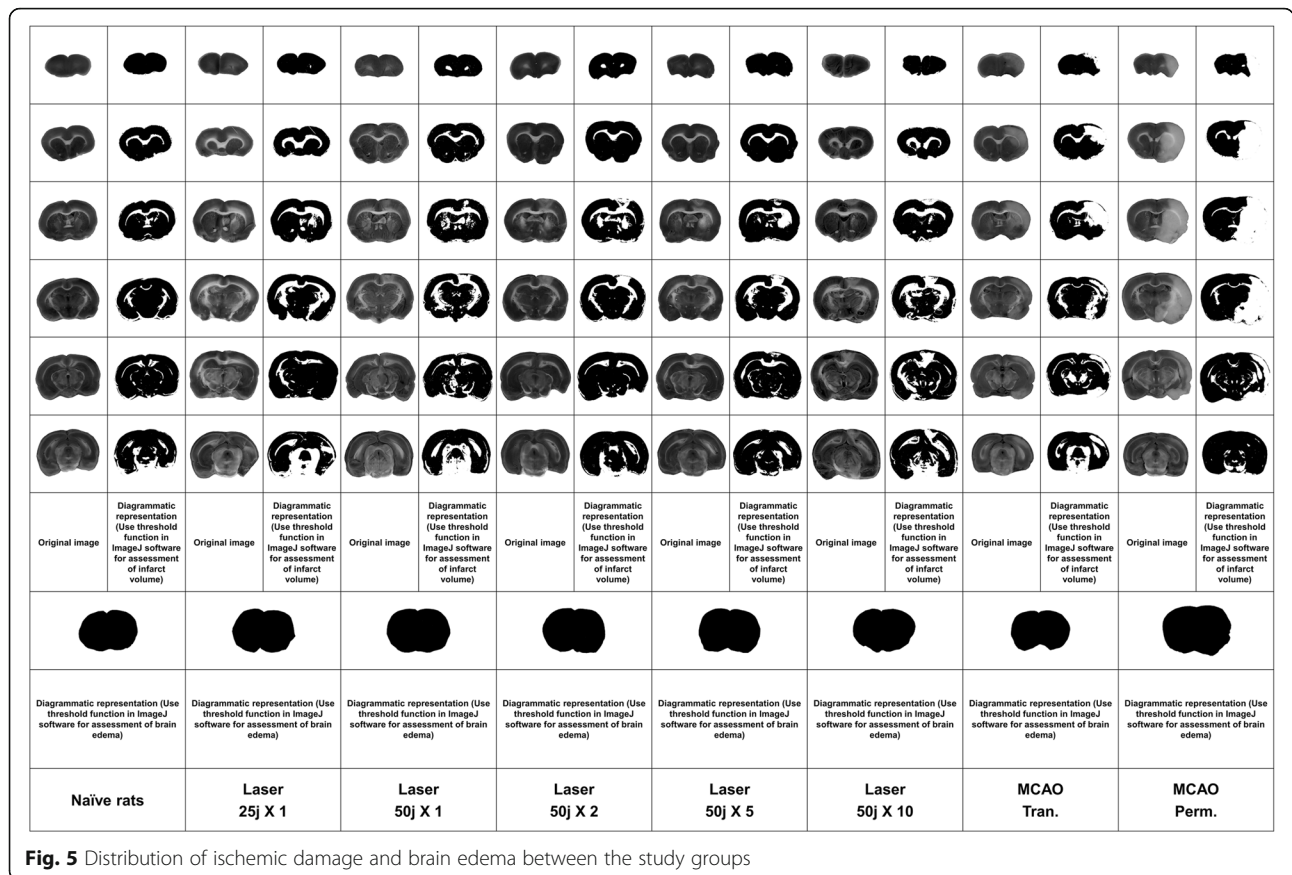 Original image
Diagrammatic
representation
(Use threshold
function in
ImageJ software
for assessment
of infarct
volume)
Original image
Diagrammatic
representation
(Use threshold
function in
ImageJ software
for assessment
of infarct
volume)
Original image
Diagrammatic
representation
(Use threshold
function in
ImageJ software
for assessment
of infarct
volume)
Original image
Diagrammatic
representation
(Use threshold
function in
ImageJ software
for assessment
of infarct
volume)
Original image
Diagrammatic
representation
(Use threshold
function in
ImageJ software
for assessment
of infarct
volume)
Original image
Diagrammatic
representation
(Use threshold
function in
ImageJ software
for assessment
of infarct
volume)
Original image
Diagrammatic
representation
(Use threshold
function in
ImageJ software
for assessment
of infarct
volume)
Original image
Diagrammatic
representation
(Use threshold
function in
ImageJ software
for assessment
of infarct
volume)
Diagrammatic representation (Use
threshold function in ImageJ
software for assessment of brain
edema)
Diagrammatic representation (Use
threshold function in ImageJ
software for assessment of brain
edema)
Diagrammatic representation (Use
threshold function in ImageJ
software for assessment of brain
edema)
Diagrammatic representation (Use
threshold function in ImageJ
software for assessment of brain
edema)
Diagrammatic representation (Use
threshold function in ImageJ
software for assessment of brain
edema)
Diagrammatic representation (Use
threshold function in ImageJ
software for assessment of brain
edema)
Diagrammatic representation (Use
threshold function in ImageJ
software for assessment of brain
edema)
Diagrammatic representation (Use
threshold function in ImageJ
software for assessment of brain
edema)
Naïve rats
Laser
25j X 1
Laser
50j X 1
Laser
50j X 2
Laser
50j X 5
Laser
50j X 10
MCAO
Tran.
MCAO
Perm.
Fig. 5 Distribution of ischemic damage and brain edema between the study groups